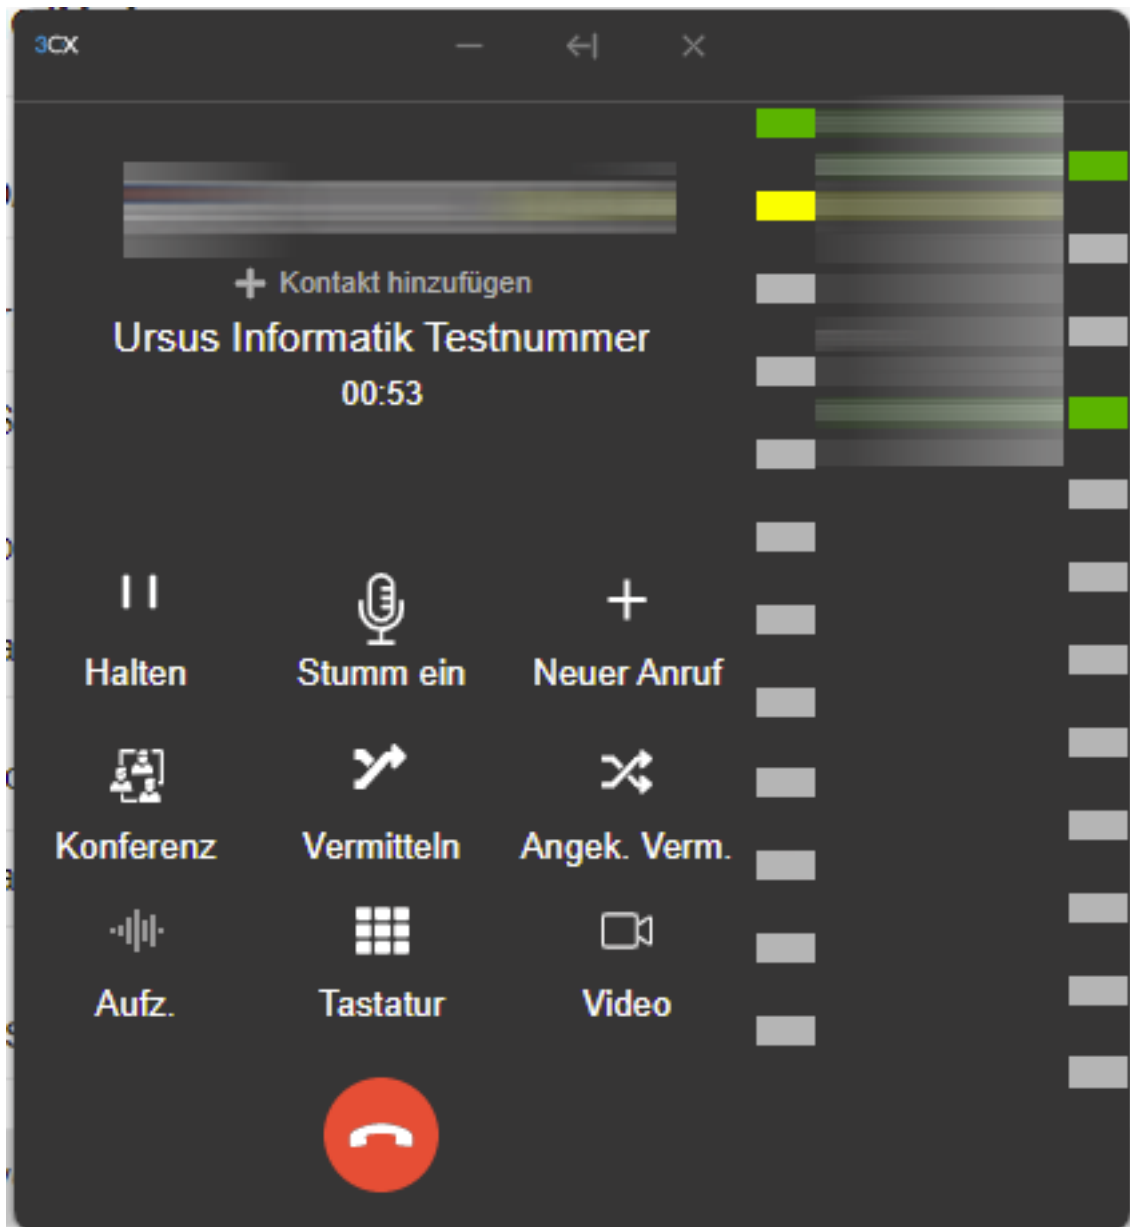 3CX
Kontakt hinzufügen
Ursus Informatik Testnummer
00:53
Halten
Stumm ein
Neuer Anruf
Konferenz
Vermitteln
Angek. Verm.
Aufz.
Tastatur
Video